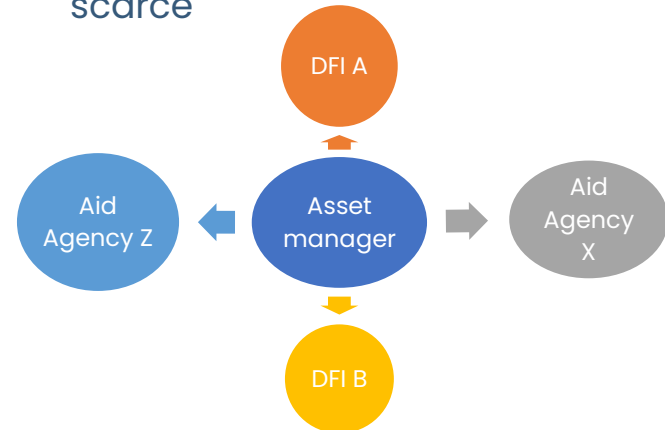 scarce
DFI A
Aid
Agency Z
Asset
manager
Aid
Agency
X
DFI B